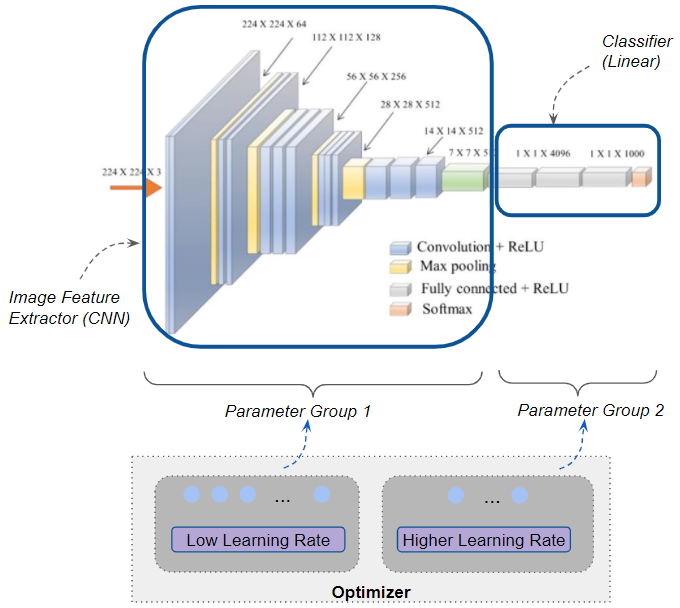 224 X 224 X 64
112 X 112 X 128
56 X 56 X 256
28 X 28 X 512
14 X 14 X 512
7 X 7 X 5
1 X 1 X 4096
1 X 1 X 1000
Classifier
(Linear)
224 X 224 X 3
Image Feature
Extractor (CNN)
Convolution + ReLU
Max pooling
Fully connected + ReLU
Softmax
Parameter Group 1
Parameter Group 2
...
...
Low Learning Rate
Higher Learning Rate
Optimizer